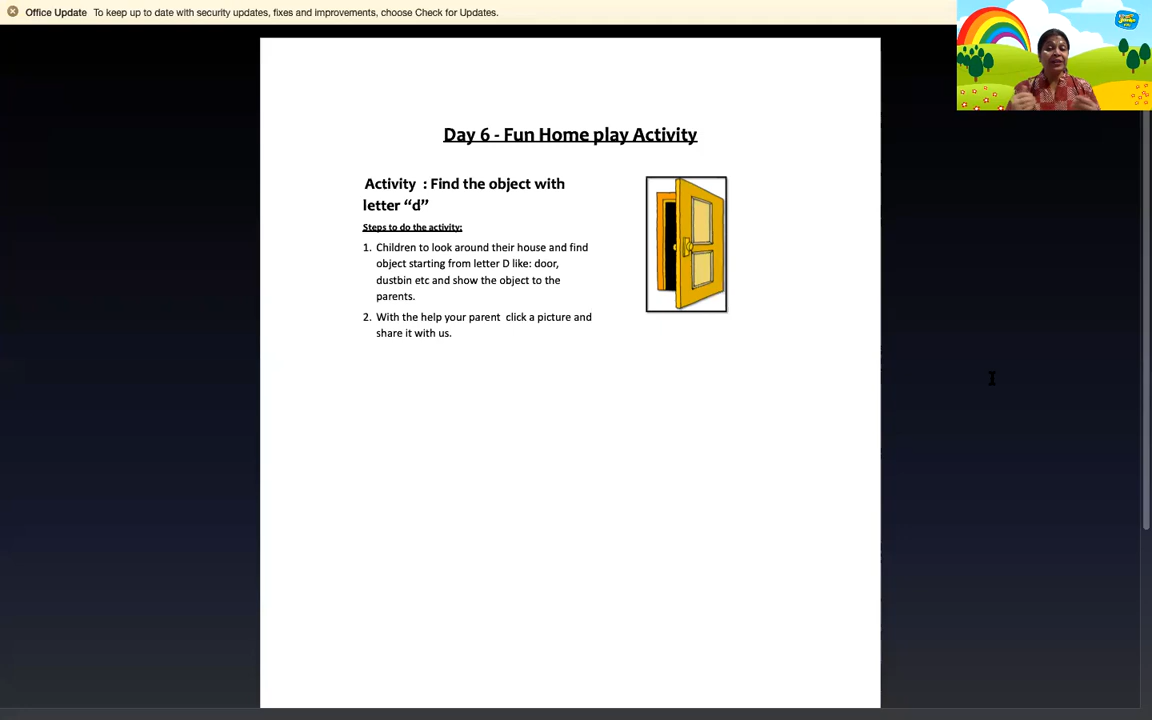 Office Update To keep up to date with security updates, fixes and improvements, choose Check for Updates.
Day 6 - Fun Home play Activity
Activity : Find the object with
letter “d”
Steps to do the activity:
1. Children to look around their house and find
object starting from letter D like: door,
dustbin etc and show the object to the
parents.
2. With the help your parent click a picture and
share it with us.